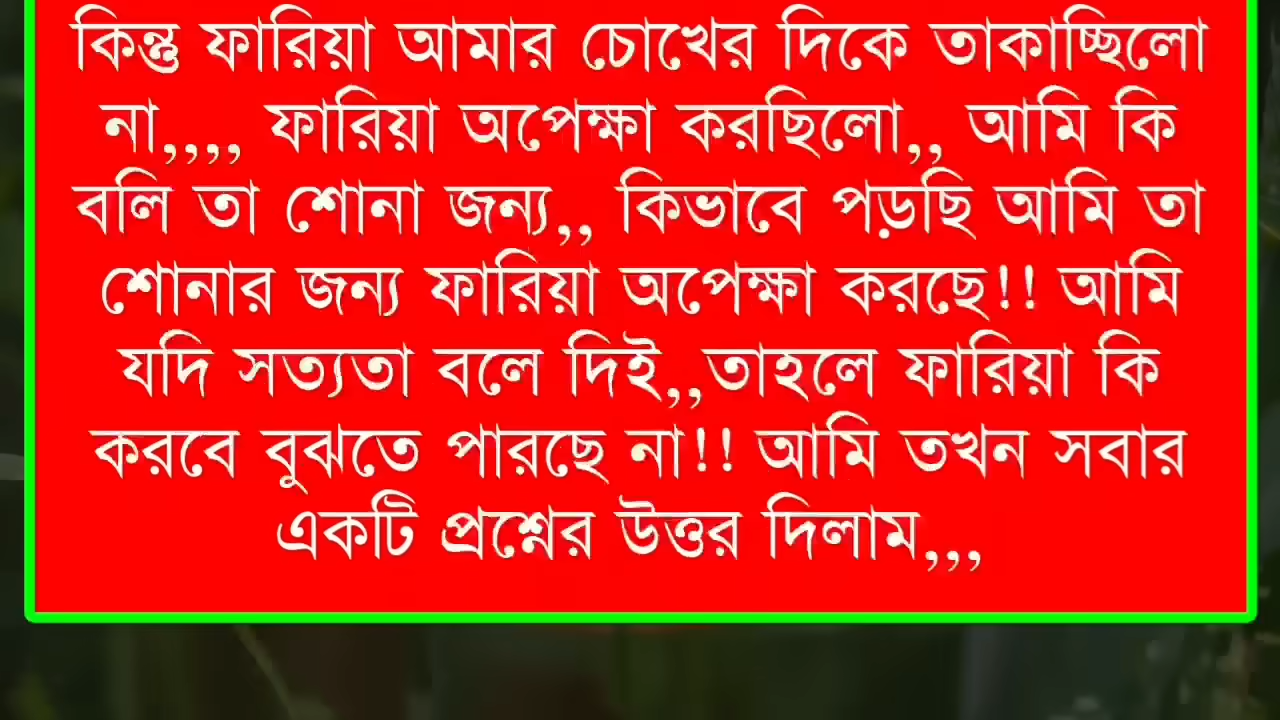 কিন্তু ফারিয়া আমার চোখের দিকে তাকাচ্ছিলো
না,,,, ফারিয়া অপেক্ষা করছিলো,, আমি কি
বলি তা শোনা জন্য,, কিভাবে পড়ছি আমি তা
শোনার জন্য ফারিয়া অপেক্ষা করছে!! আমি
যদি সত্যতা বলে দিই,,তাহলে ফারিয়া কি
করবে বুঝতে পারছে না!! আমি তখন সবার
একটি প্রশ্নের উত্তর দিলাম,,,